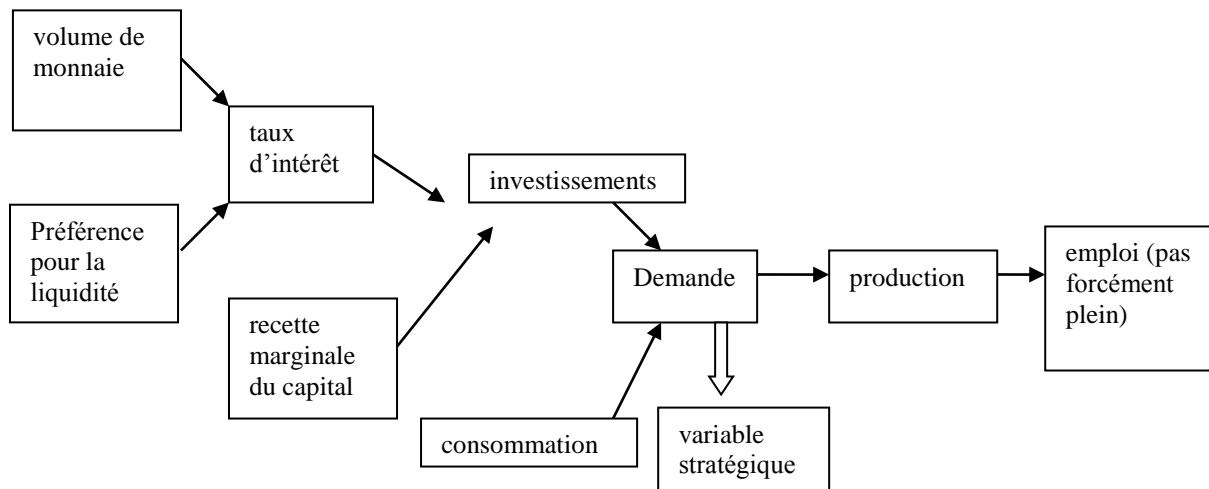 volume de
monnaie
taux
d’intérêt
investissements
Préférence
pour la
liquidité
Demande
production
emploi (pas
forcément
plein)
recette
marginale
du capital
consommation
variable
stratégique